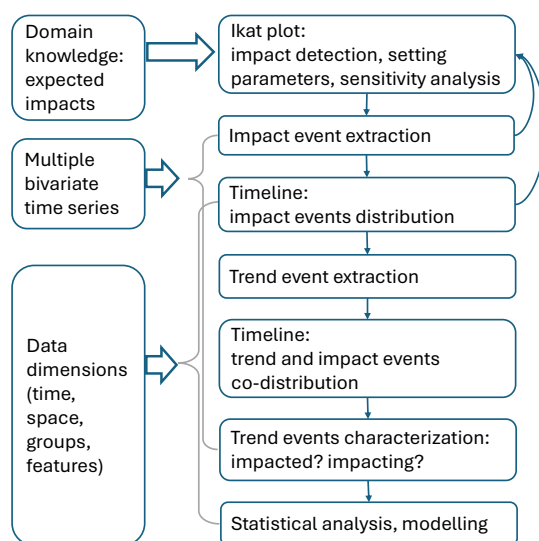 Domain
knowledge:
expected
impacts
Ikat plot:
impact detection, setting
parameters, sensitivity analysis
Impact event extraction
Multiple
bivariate
time series
Timeline:
impact events distribution
Trend event extraction
Data
dimensions
(time,
space,
groups,
features)
Timeline:
trend and impact events
co-distribution
Trend events characterization:
impacted? impacting?
Statistical analysis, modelling